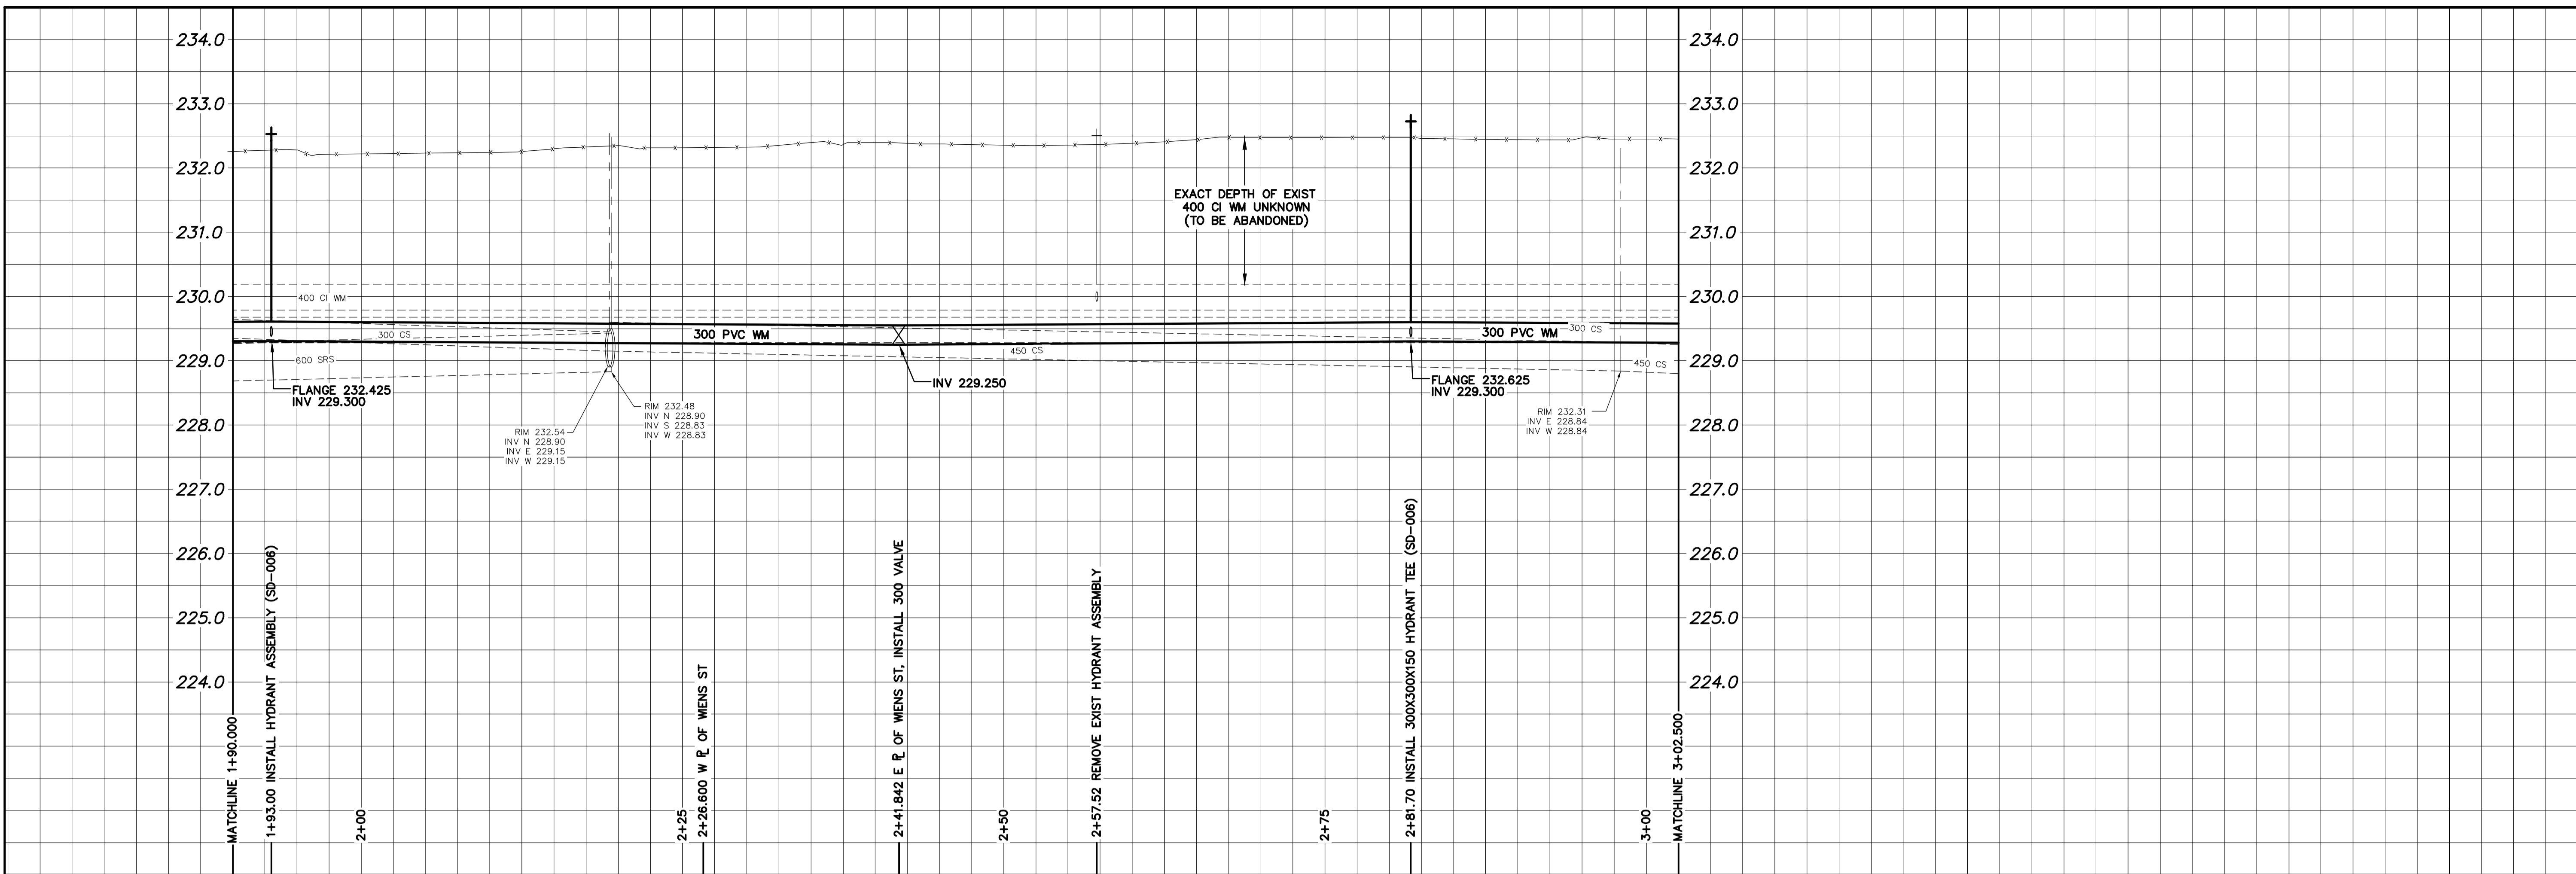 234.0
234.0
233.0
233.0
232.0
232.0
EXACT DEPTH OF EXIST
400 CI WM UNKNOWN
(TO BE ABANDONED)
231.0
231.0
230.0
230.0
400 CI WM
300 CS
300 PVC WM
300 PVC WM
300 CS
229.0
229.0
600 SRS
450 CS
450 CS
FLANGE 232.425
INV 229.300
INV 229.250
FLANGE 232.625
INV 229.300
RIM 232.48
INV N 228.90
INV S 228.83
INV W 228.83
RIM 232.54
INV N 228.90
INV E 229.15
INV W 229.15
RIM 232.31
INV E 228.84
INV W 228.84
228.0
228.0
227.0
227.0
226.0
226.0
225.0
225.0
224.0
224.0
MATCHLINE 1+90.000
1+93.00 INSTALL HYDRANT ASSEMBLY (SD-006)
2+00
2+25
2+26.600 W PL OF WIENS ST
2+41.842 E PL OF WIENS ST, INSTALL 300 VALVE
2+50
2+57.52 REMOVE EXIST HYDRANT ASSEMBLY
2+75
2+81.70 INSTALL 300X300X150 HYDRANT TEE (SD-006)
3+00
MATCHLINE 3+02.500